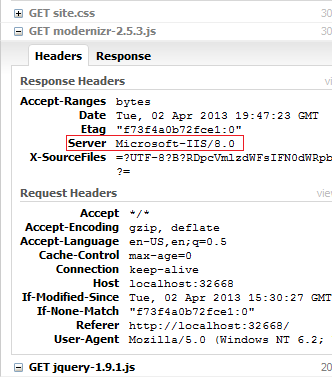 GET site.css 30
GET modernizr-2.5.3.js 30
Headers Response
Response Headers vi
Accept-Ranges bytes
Date Tue, 02 Apr 2013 19:47:23 GMT
Etag "f73f4a0b72fce1:0"
Server Microsoft-IIS/8.0
X-SourceFiles =?UTF-8?B?RDpcVmlzdWFsIFN0dWRpb
?=
Request Headers view
Accept */*
Accept-Encoding gzip, deflate
Accept-Language en-US,en;q=0.5
Cache-Control max-age=0
Connection keep-alive
Host localhost:32668
If-Modified-Since Tue, 02 Apr 2013 15:30:27 GMT
If-None-Match "f73f4a0b72fce1:0"
Referer http://localhost:32668/
User-Agent Mozilla/5.0 (Windows NT 6.2;
GET jquery-1.9.1.js 20